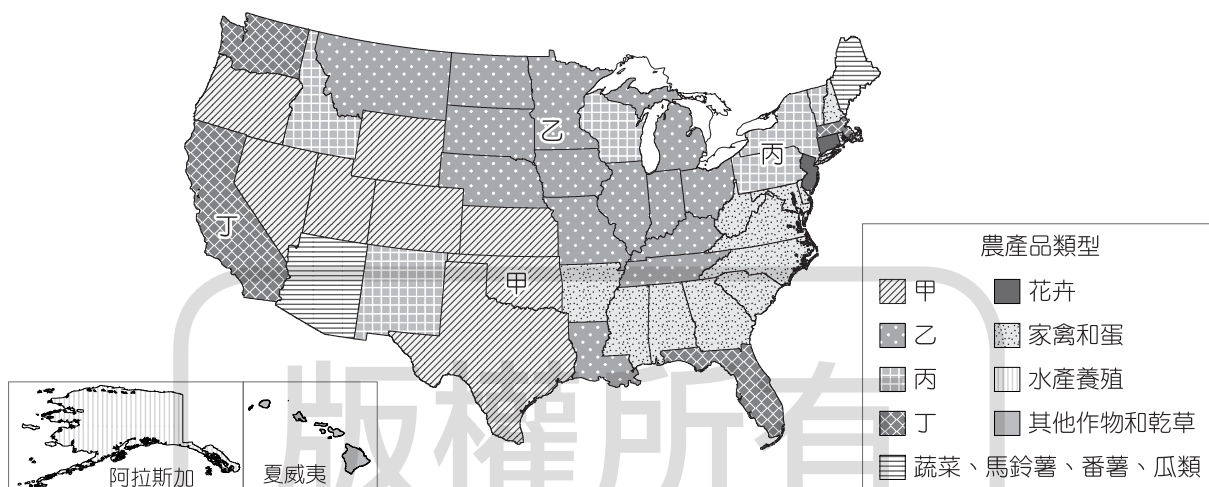 乙
丙
丁
甲
農產品類型
甲
花卉
乙
家禽和蛋
丙
水產養殖
丁
其他作物和乾草
蔬菜、馬鈴薯、番薯、瓜類
阿拉斯加
夏威夷
版權所有